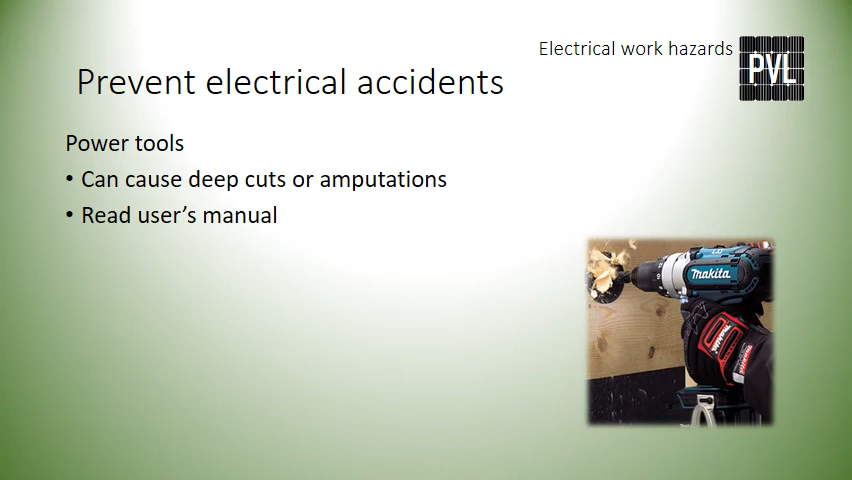 Electrical work hazards
PVL
Prevent electrical accidents
Power tools
• Can cause deep cuts or amputations
• Read user’s manual
makita